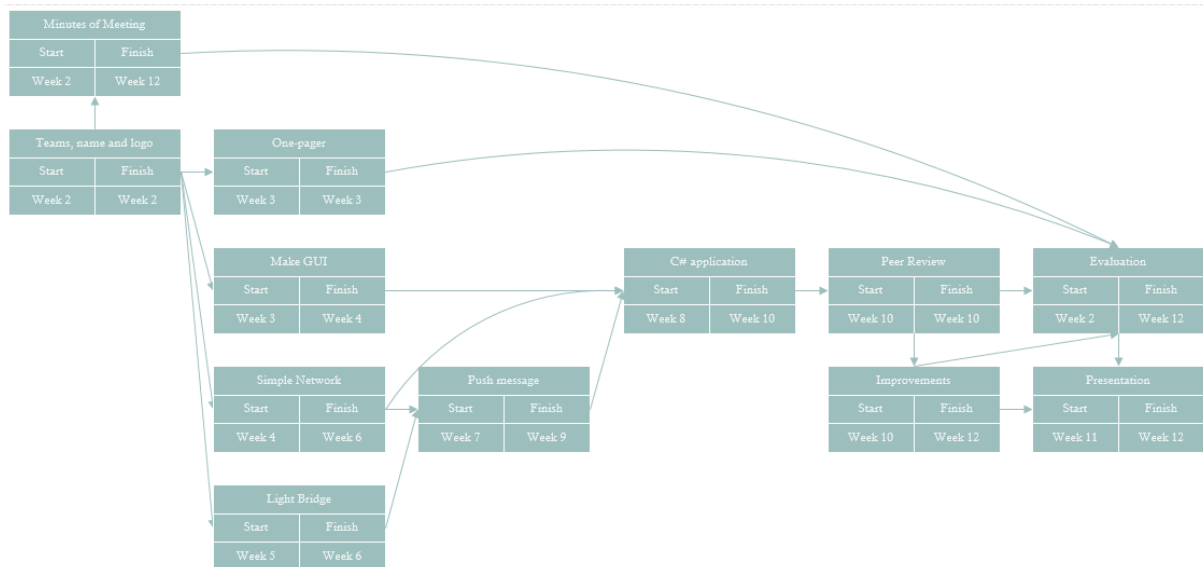 Minutes of Meeting
Start Finish
Week 2 Week 12
Teams, name and logo
Start Finish
Week 2 Week 2
One-pager
Start Finish
Week 3 Week 3
Make GUI
Start Finish
Week 3 Week 4
C# application
Start Finish
Week 8 Week 10
Peer Review
Start Finish
Week 10 Week 10
Evaluation
Start Finish
Week 2 Week 12
Simple Network
Start Finish
Week 4 Week 6
Push message
Start Finish
Week 7 Week 9
Improvements
Start Finish
Week 10 Week 12
Presentation
Start Finish
Week 11 Week 12
Light Bridge
Start Finish
Week 5 Week 6